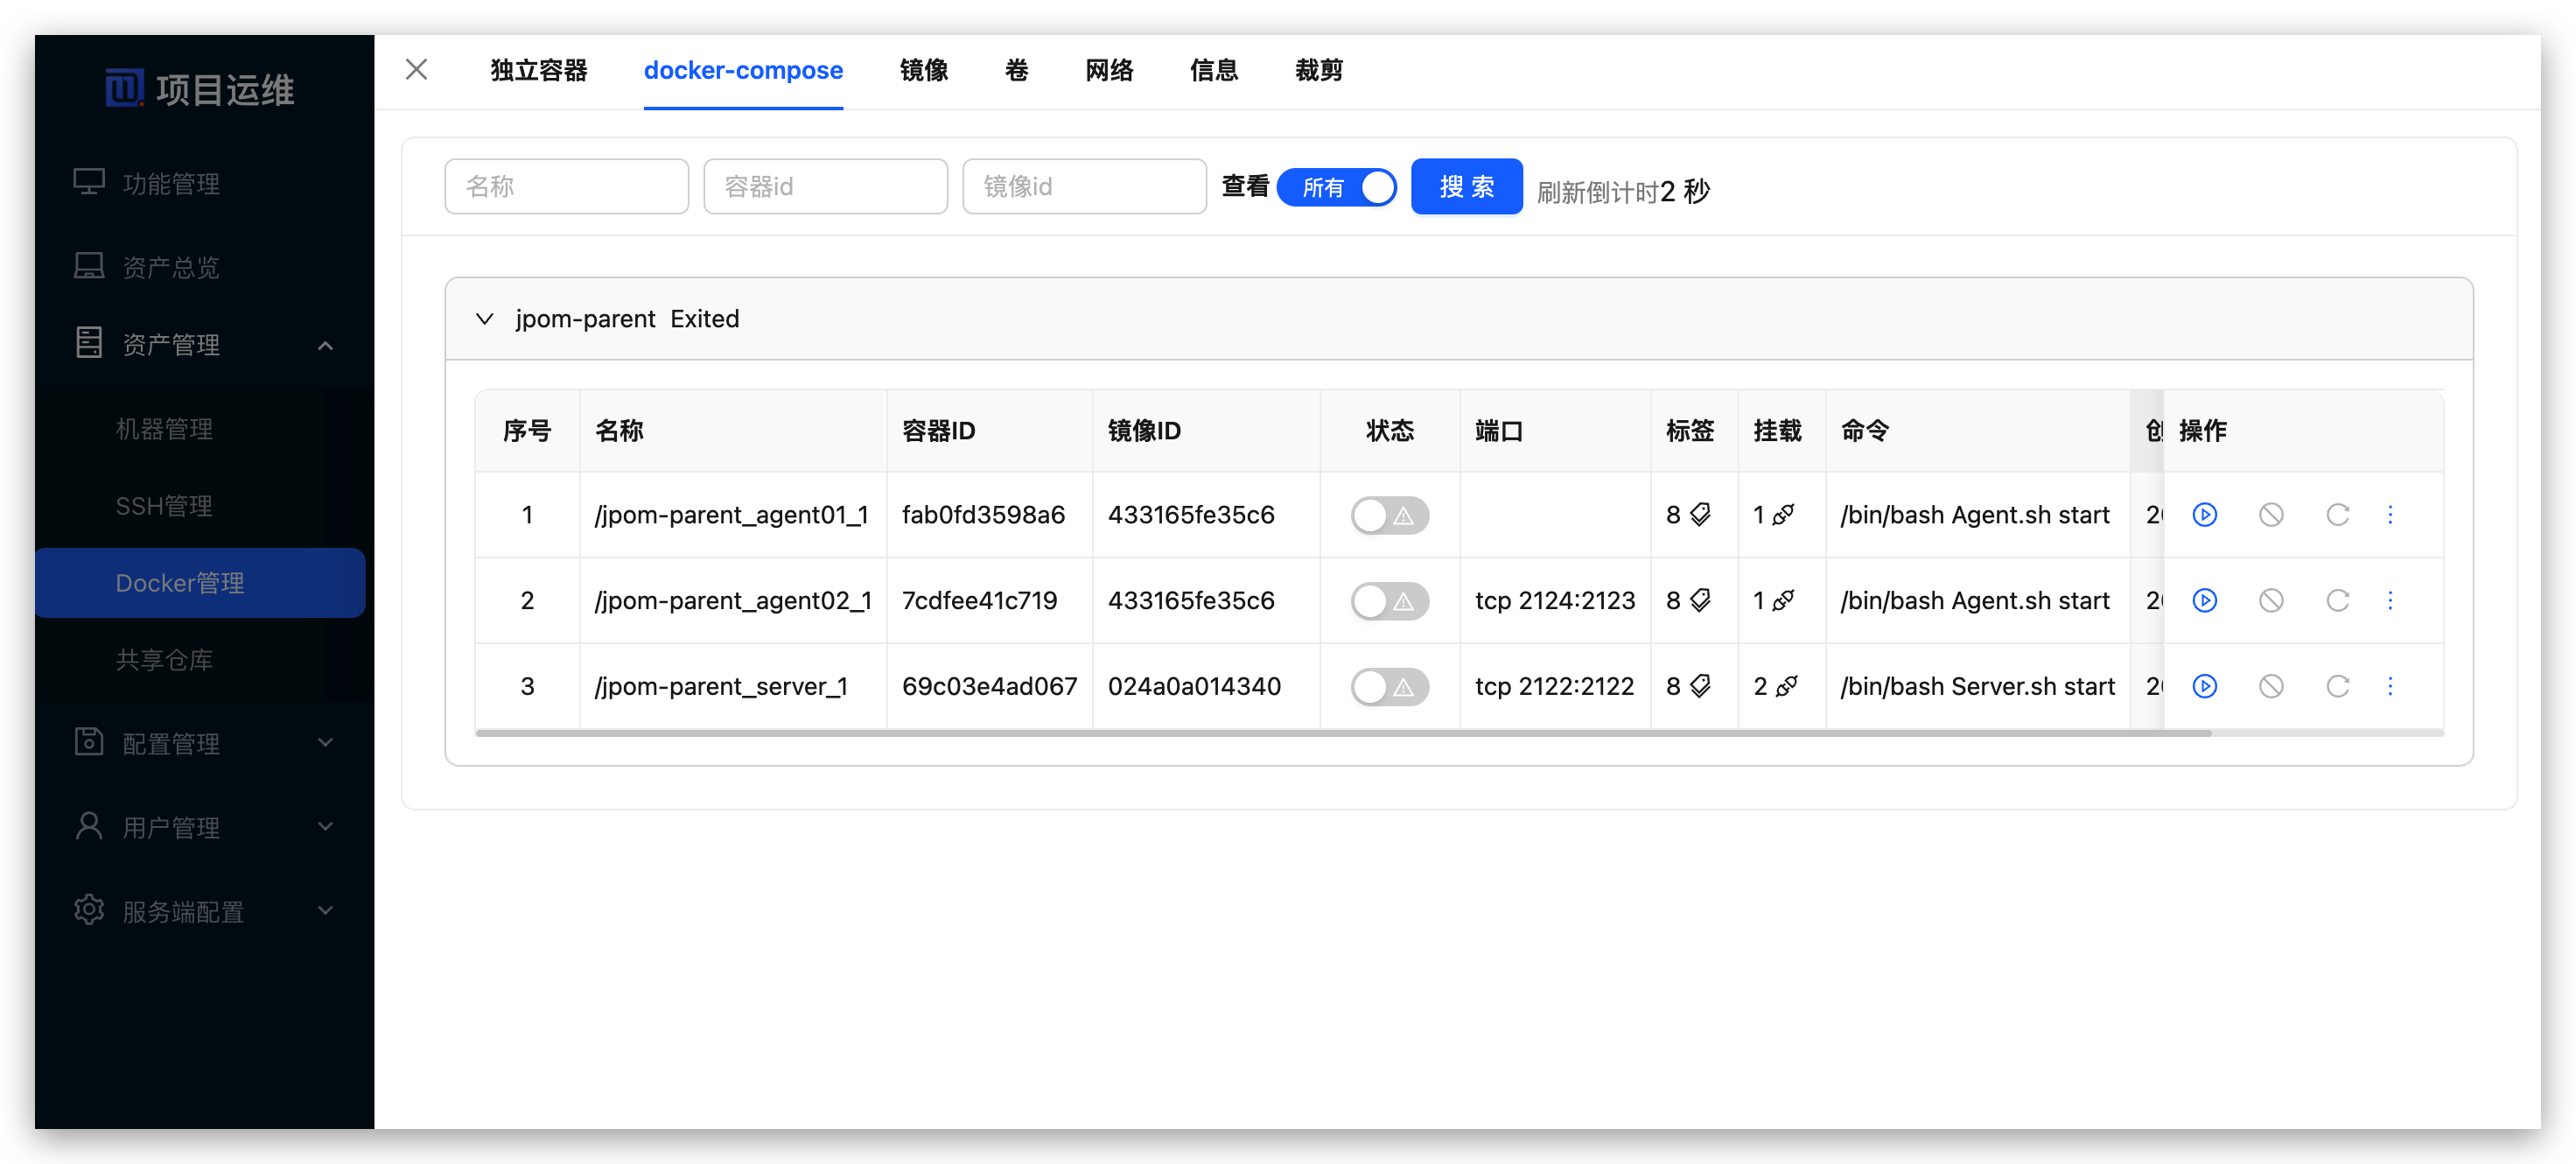 项目运维
功能管理
资产总览
资产管理
机器管理
SSH管理
Docker管理
共享仓库
配置管理
用户管理
服务端配置
独立容器 docker-compose 镜像 卷 网络 信息 裁剪
名称 容器id 镜像id 查看 所有 搜 索 刷新倒计时2 秒
jpom-parent Exited
序号 名称 容器ID 镜像ID 状态 端口 标签 挂载 命令 操作
1 /jpom-parent_agent01_1 fab0fd3598a6 433165fe35c6 8 1 /bin/bash Agent.sh start
2 /jpom-parent_agent02_1 7cdfee41c719 433165fe35c6 tcp 2124:2123 8 1 /bin/bash Agent.sh start
3 /jpom-parent_server_1 69c03e4ad067 024a0a014340 tcp 2122:2122 8 2 /bin/bash Server.sh start